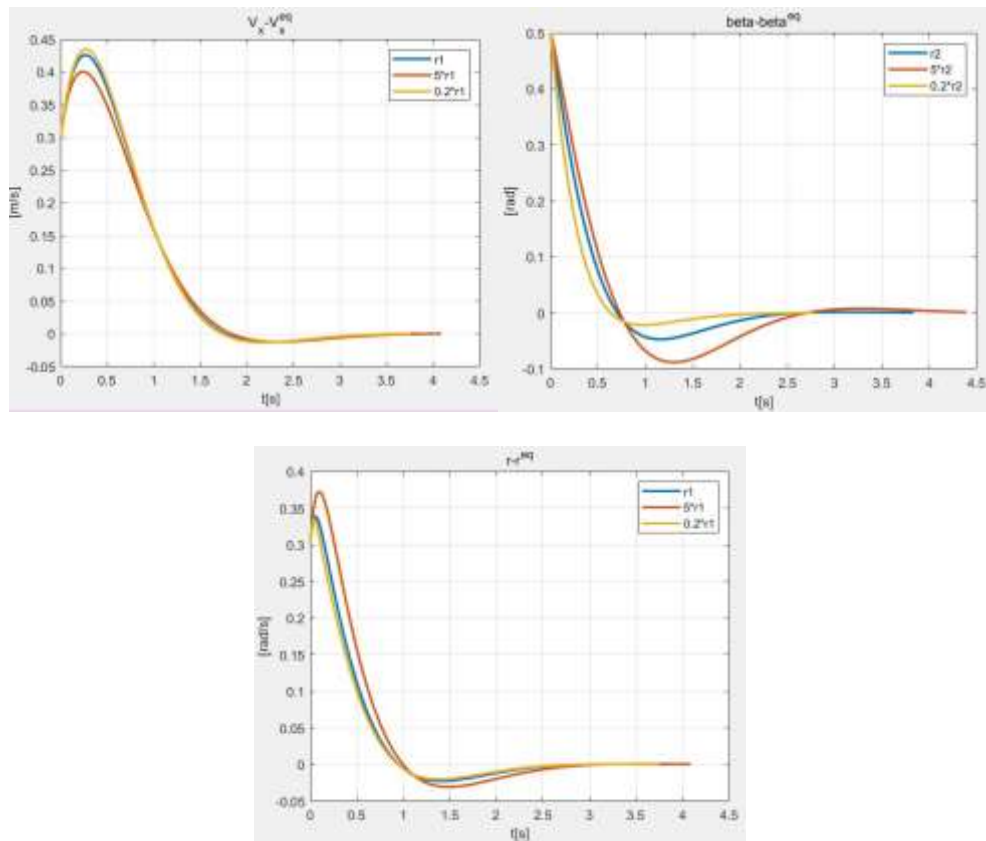 V_x-V_x^eq
0.45
0.4
0.35
0.3
0.25
0.2
0.15
0.1
0.05
0
-0.05
[m/s]
r1
5*r1
0.2*r1
0 0.5 1 1.5 2 2.5 3 3.5 4 4.5
t[s]
beta-beta^eq
0.5
0.4
0.3
0.2
0.1
0
-0.1
[rad]
r2
5*r2
0.2*r2
0 0.5 1 1.5 2 2.5 3 3.5 4 4.5
t[s]
r-r^eq
0.4
0.35
0.3
0.25
0.2
0.15
0.1
0.05
0
-0.05
[rad/s]
r1
5*r1
0.2*r1
0 0.5 1 1.5 2 2.5 3 3.5 4 4.5
t[s]